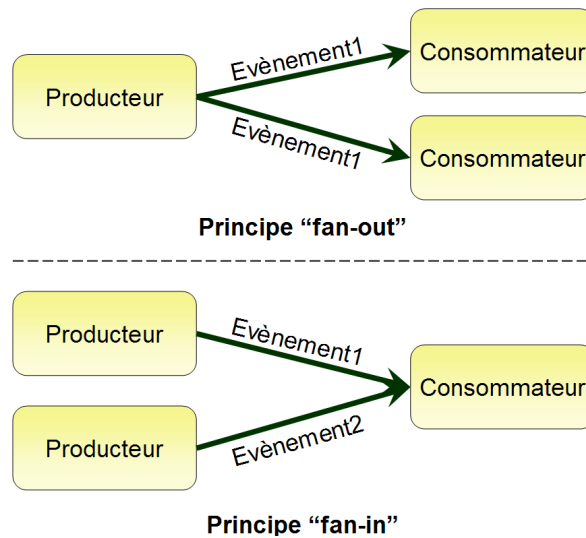 Producteur
Evènement1
Consommateur
Evènement1
Consommateur
Principe “fan-out”
Producteur
Evènement1
Consommateur
Producteur
Evènement2
Principe “fan-in”